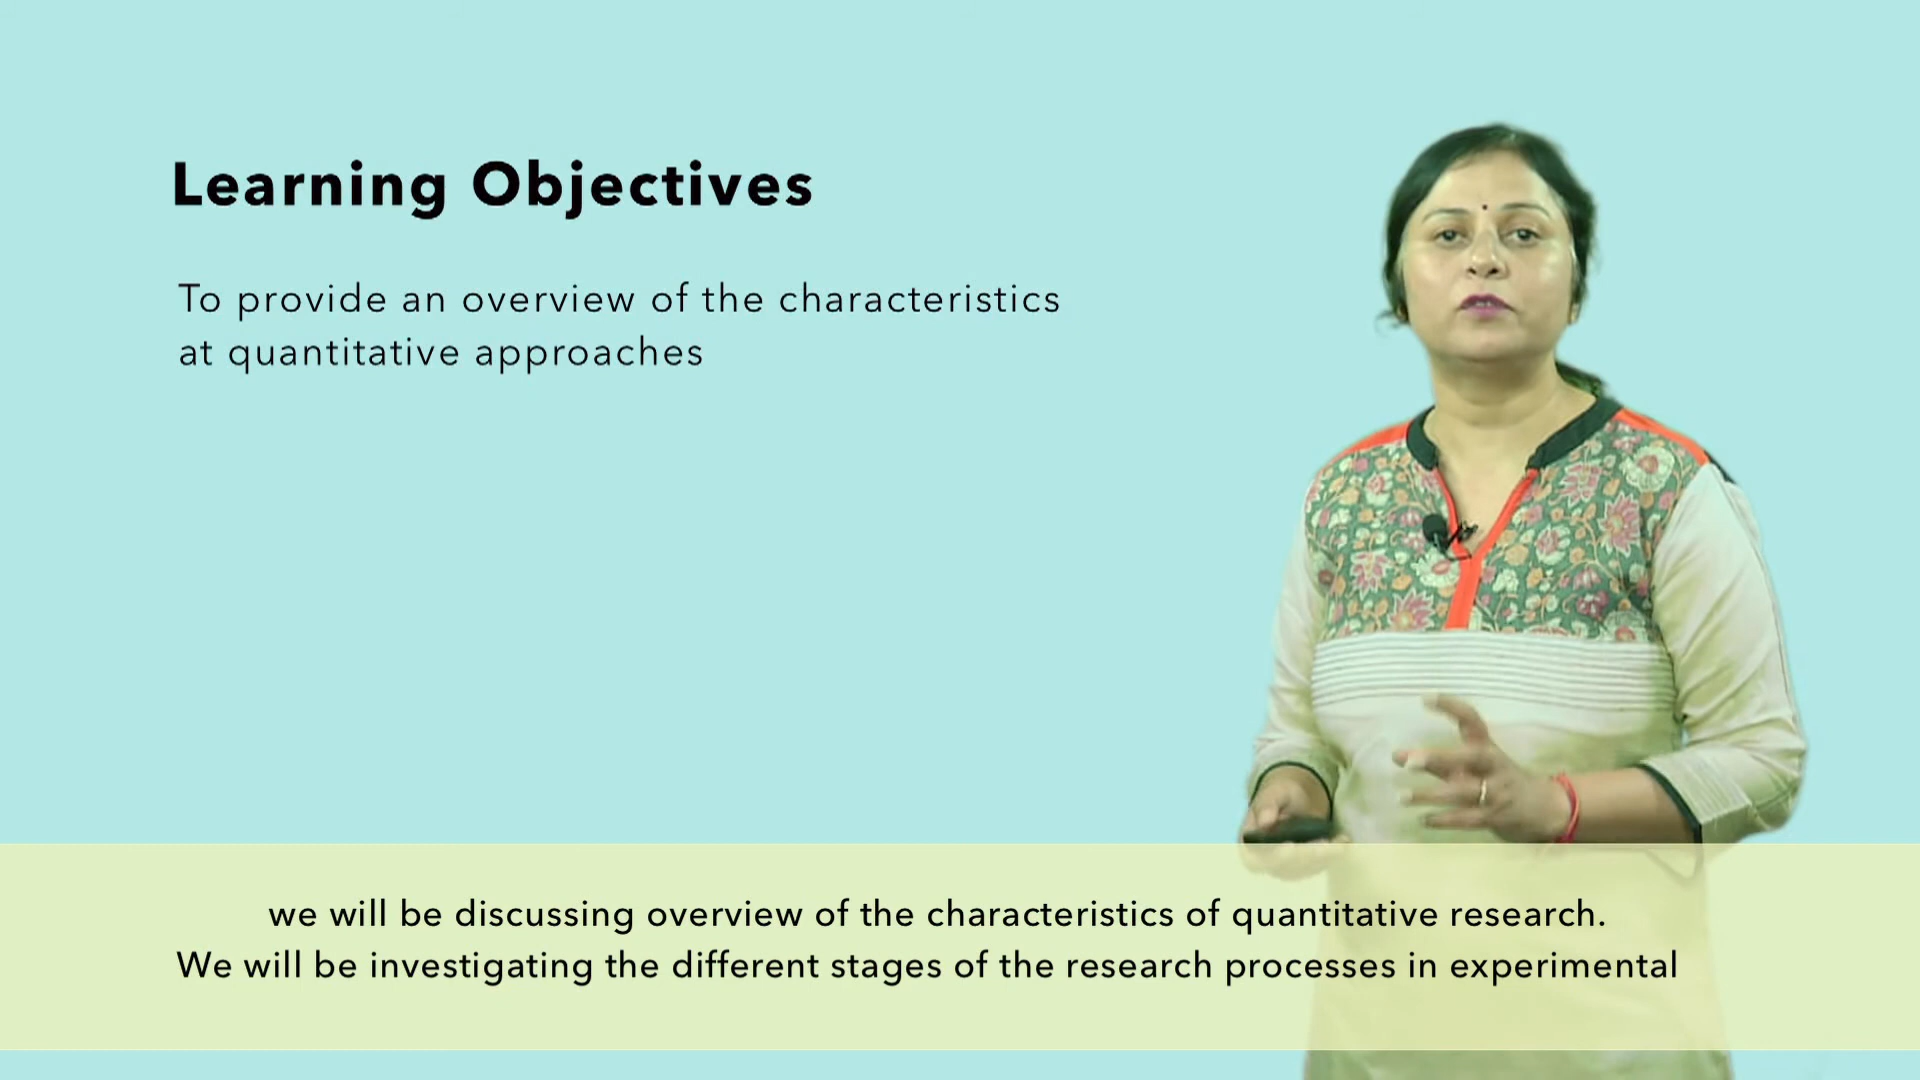 Learning Objectives
To provide an overview of the characteristics
at quantitative approaches
we will be discussing overview of the characteristics of quantitative research.
We will be investigating the different stages of the research processes in experimental